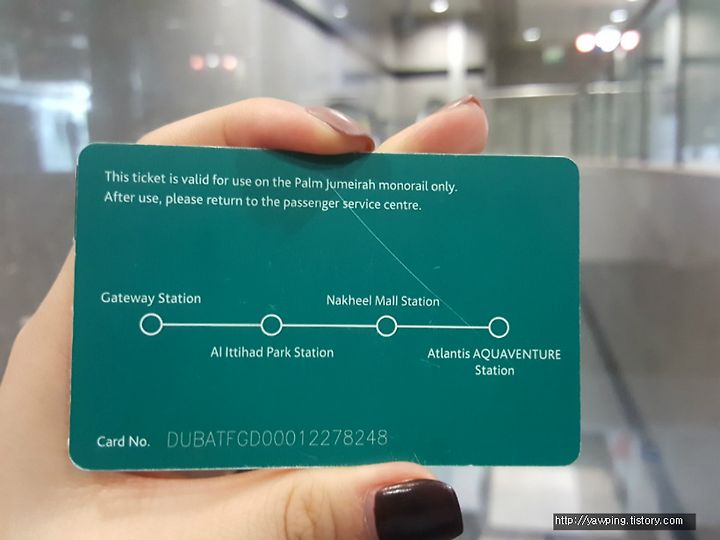 This ticket is valid for use on the Palm Jumeirah monorail only.
After use, please return to the passenger service centre.
Gateway Station
Nakheel Mall Station
Al Ittihad Park Station
Atlantis AQUAVENTURE
Station
Card No. DUBATFGD00012278248
http://yawping.tistory.com